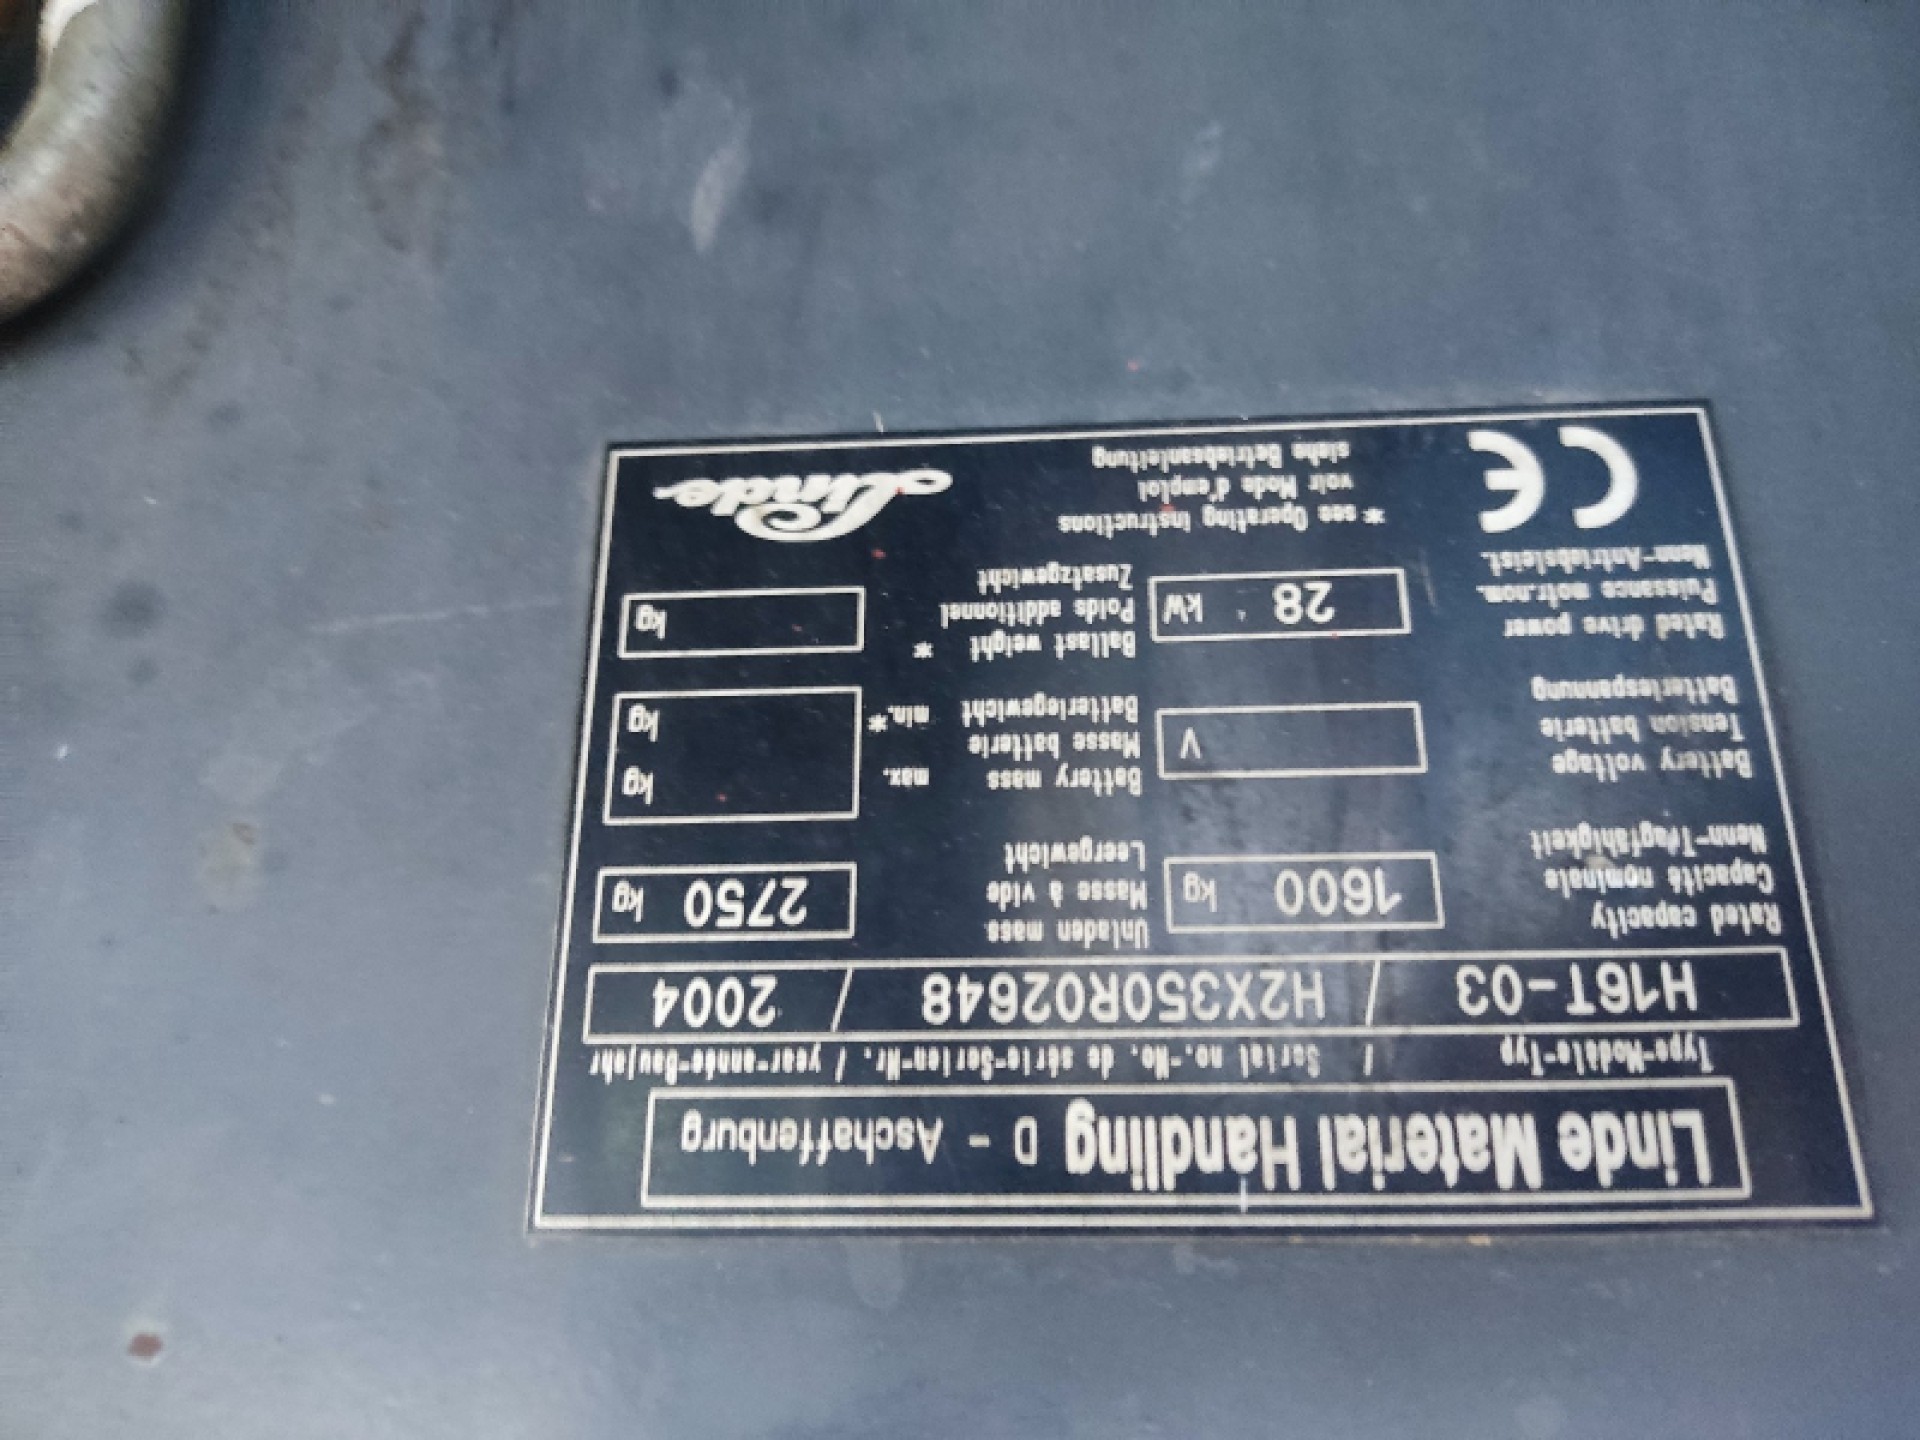 Linde Material Handling D - Aschaffenburg
Type-Modèle-Typ / Serial no.-No. de série-Serien-Nr. / year-année-Baujahr
H16T-03 / H2X350R02648 / 2004
Rated capacity
Capacité nominale
Nenn-Tragfähigkeit
1600 kg
Unladen mass
Masse à vide
Leergewicht
2750 kg
Battery voltage
Tension batterie
Batteriespannung
V
Battery mass max.
Masse batterie
Batteriegewicht min.*
kg
kg
Rated drive power
Puissance motr.nom.
Nenn-Antriebsleist.
28 kW
Ballast weight *
Poids additionnel
Zusatzgewicht
kg
CE
* see Operating instructions
voir Mode d'emploi
siehe Betriebsanleitung
Linde